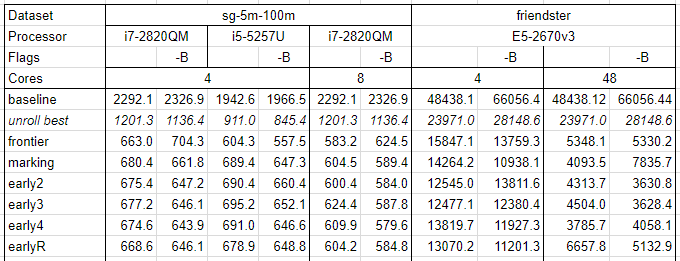 Dataset sg-5m-100m friendster
Processor i7-2820QM i5-5257U i7-2820QM E5-2670v3
Flags -B -B -B -B -B
Cores 4 8 4 48
baseline 2292.1 2326.9 1942.6 1966.5 2292.1 2326.9 48438.1 66056.4 48438.12 66056.44
unroll best 1201.3 1136.4 911.0 845.4 1201.3 1136.4 23971.0 28148.6 23971.0 28148.6
frontier 663.0 704.3 604.3 557.5 583.2 624.5 15847.1 13759.3 5348.1 5330.2
marking 680.4 661.8 689.4 647.3 604.5 589.4 14264.2 10938.1 4093.5 7835.7
early2 675.4 647.2 690.4 660.4 600.4 584.0 12545.0 13811.6 4313.7 3630.8
early3 677.2 646.1 695.2 652.1 624.4 587.8 12477.1 12380.4 4504.0 3628.4
early4 674.6 643.9 691.0 646.6 609.9 579.6 13819.7 11927.3 3785.7 4058.1
earlyR 668.6 646.1 678.9 648.8 604.2 584.8 13070.2 11201.3 6657.8 5132.9